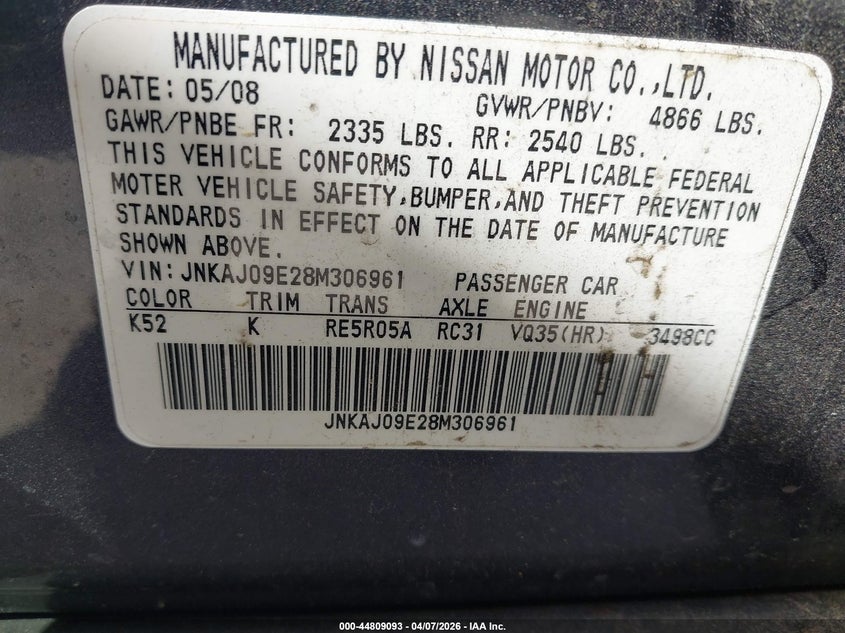 MANUFACTURED BY NISSAN MOTOR CO.,LTD.
DATE: 05/08 GVWR/PNBV: 4866 LBS.
GAWR/PNBE FR: 2335 LBS. RR: 2540 LBS.
THIS VEHICLE CONFORMS TO ALL APPLICABLE FEDERAL
MOTER VEHICLE SAFETY,BUMPER,AND THEFT PREVENTION
STANDARDS IN EFFECT ON THE DATE OF MANUFACTURE
SHOWN ABOVE.
VIN:JNKAJ09E28M306961 PASSENGER CAR
COLOR TRIM TRANS AXLE ENGINE
K52 K RE5R05A RC31 VQ35(HR) 3498CC
JNKAJ09E28M306961
000-44809093 - 04/07/2026 - IAA Inc.